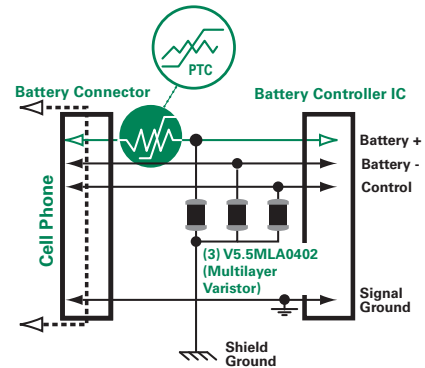 PTC
Battery Connector
Battery Controller IC
Battery +
Battery -
Control
Cell Phone
(3) V5.5MLA0402
(Multilayer
Varistor)
Signal
Ground
Shield
Ground